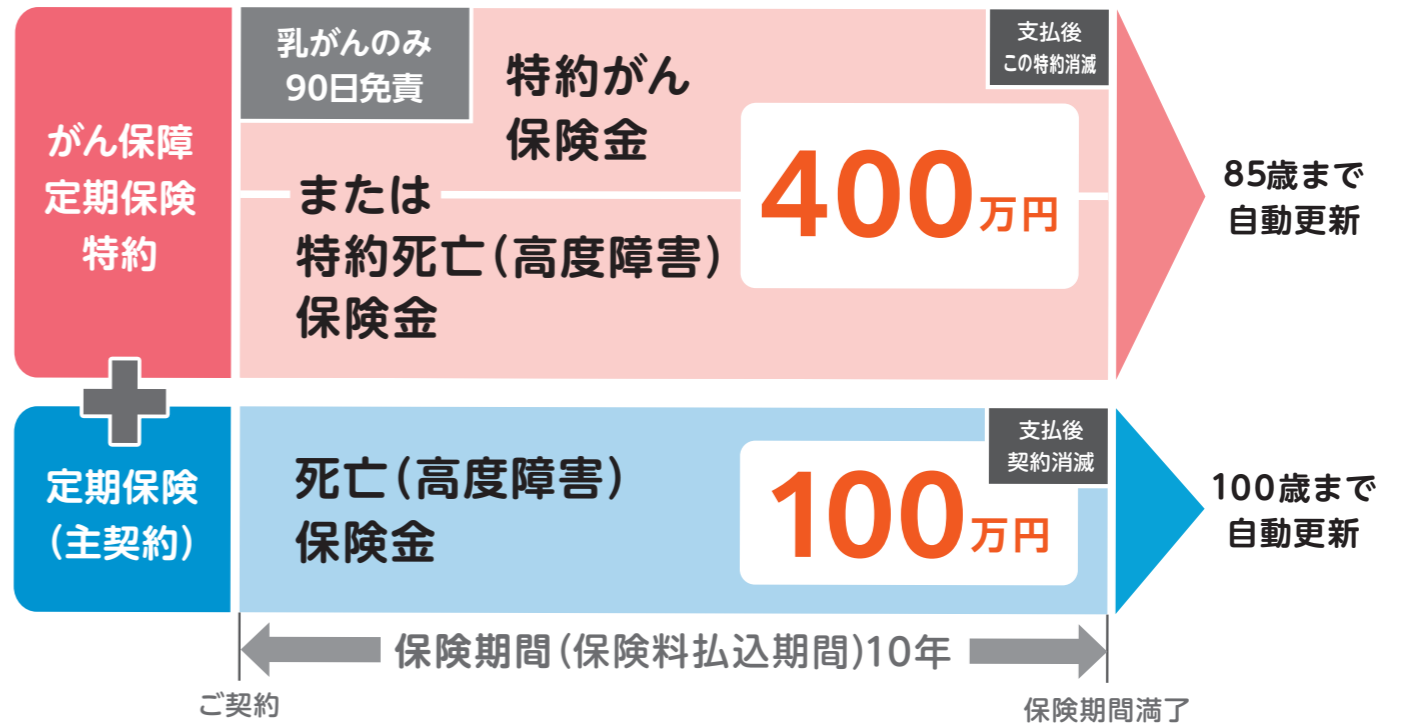 がん保障
定期保険
特約
乳がんのみ
90日免責
特約がん
保険金
または
特約死亡(高度障害)
保険金
400万円
支払後
この特約消滅
85歳まで
自動更新
定期保険
(主契約)
死亡(高度障害)
保険金
100万円
支払後
契約消滅
100歳まで
自動更新
保険期間(保険料払込期間)10年
ご契約
保険期間満了